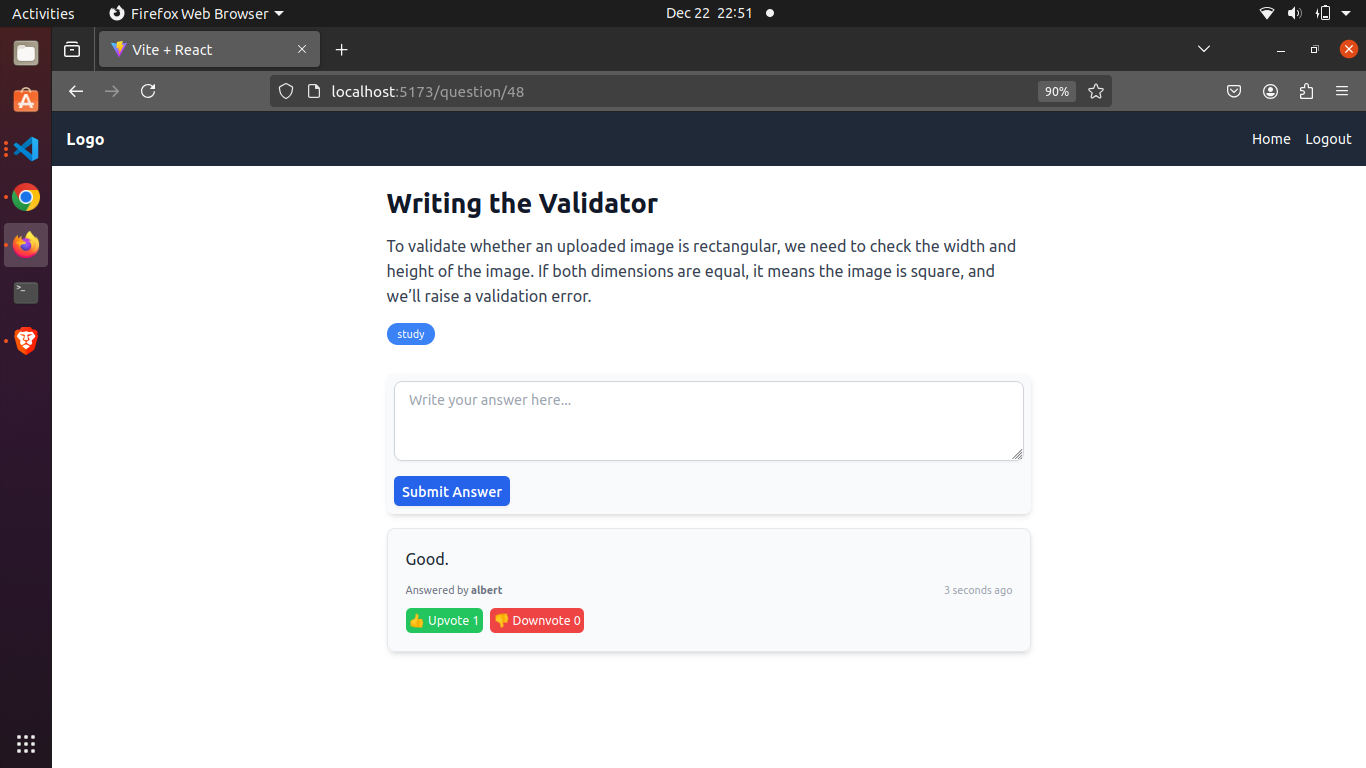 Activities
Firefox Web Browser
Dec 22 22:51
Vite + React
localhost:5173/question/48
90%
Logo
Home
Logout
Writing the Validator
To validate whether an uploaded image is rectangular, we need to check the width and
height of the image. If both dimensions are equal, it means the image is square, and
we’ll raise a validation error.
study
Write your answer here...
Submit Answer
Good.
Answered by albert
3 seconds ago
👍 Upvote 1
👎 Downvote 0